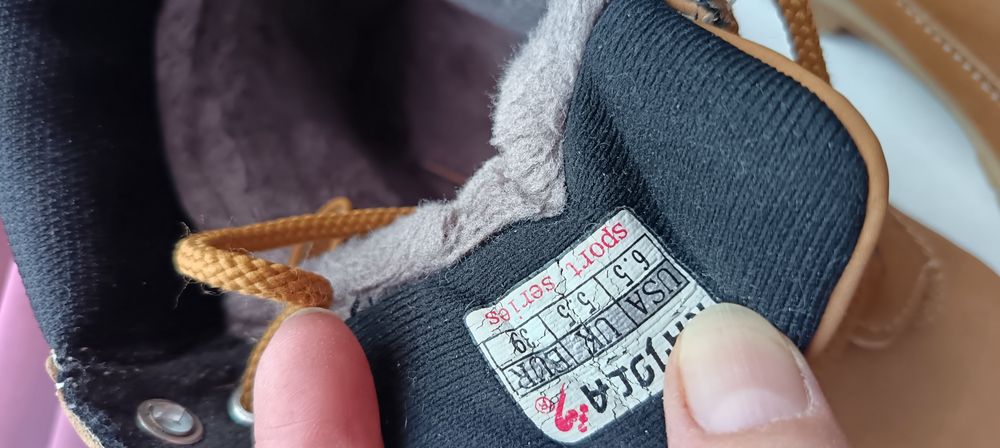 ®
USA UK EUR
6.5 5.5 39
sport series